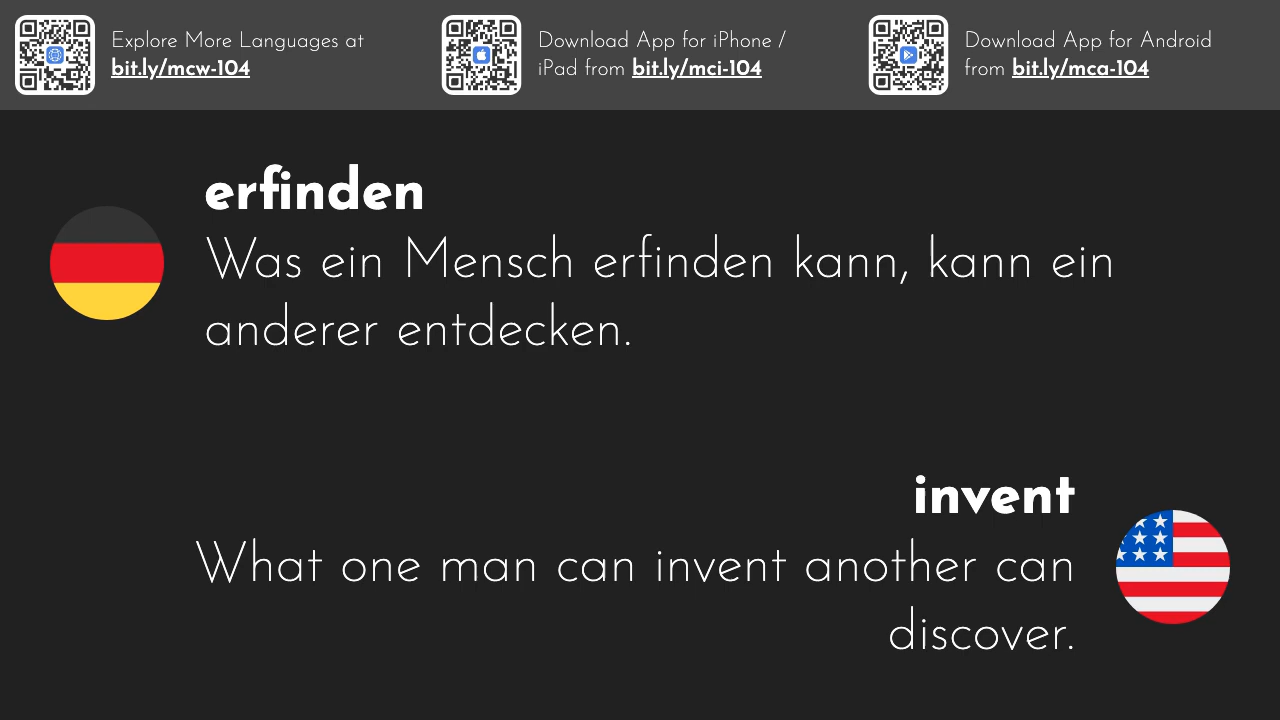 Explore More Languages at
bit.ly/mcw-104
Download App for iPhone /
iPad from bit.ly/mci-104
Download App for Android
from bit.ly/mca-104
erfinden
Was ein Mensch erfinden kann, kann ein
anderer entdecken.
invent
What one man can invent another can
discover.